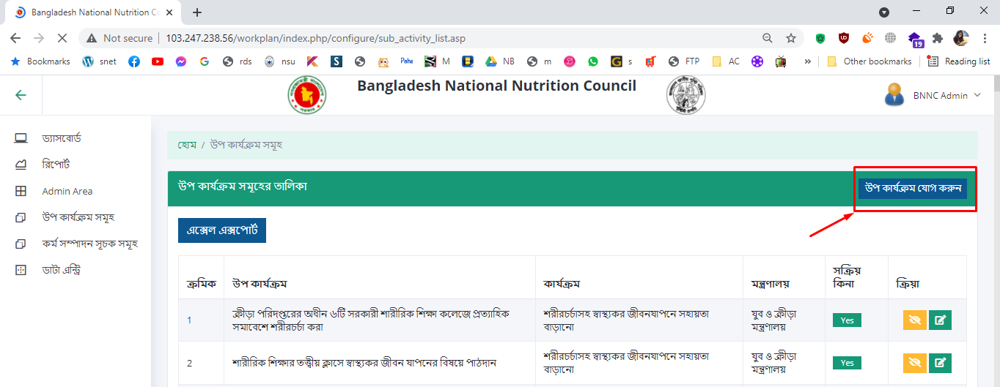 Bangladesh National Nutrition Co
Not secure 103.247.238.56/workplan/index.php/configure/sub_activity_list.asp
19
Bookmarks snet rds nsu M NB m s FTP AC » Other bookmarks Reading list
Bangladesh National Nutrition Council
BNNC Admin
ড্যাসবোর্ড
রিপোর্ট
Admin Area
উপ কার্যক্রম সমূহ
কর্ম সম্পাদন সূচক সমূহ
ডাটা এন্ট্রি
হোম / উপ কার্যক্রম সমূহ
উপ কার্যক্রম সমূহের তালিকা
উপ কার্যক্রম যোগ করুন
এক্সেল এক্সপোর্ট
ক্রমিক উপ কার্যক্রম কার্যক্রম মন্ত্রণালয় সক্রিয় কিনা ক্রিয়া
1 ক্রীড়া পরিদপ্তরের অধীন ৬টি সরকারী শারীরিক শিক্ষা কলেজে প্রত্যাহিক
সমাবেশে শরীরচর্চা করা
শরীরচর্চাসহ স্বাস্থ্যকর জীবনযাপনে সহায়তা
বাড়ানো
যুব ও ক্রীড়া
মন্ত্রণালয়
Yes
2 শারীরিক শিক্ষার তত্ত্বীয় ক্লাসে স্বাস্থ্যকর জীবন যাপনের বিষয়ে পাঠদান
শরীরচর্চাসহ স্বাস্থ্যকর জীবনযাপনে সহায়তা
বাড়ানো
যুব ও ক্রীড়া
মন্ত্রণালয়
Yes